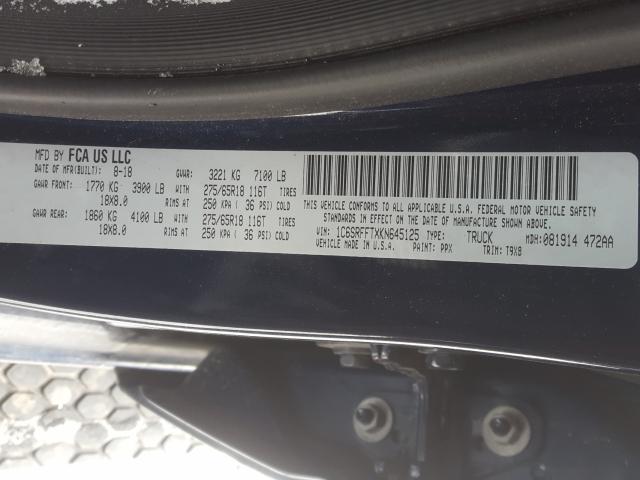 MFD BY FCA US LLC
DATE OF MFR(BUILT): 8-18 GVWR: 3221 KG 7100 LB
GAWR FRONT: 1770 KG 3900 LB WITH 275/65R18 116T TIRES
18X8.0 RIMS AT 250 KPA ( 36 PSI) COLD
GAWR REAR: 1860 KG 4100 LB WITH 275/65R18 116T TIRES
18X8.0 RIMS AT 250 KPA ( 36 PSI) COLD
THIS VEHICLE CONFORMS TO ALL APPLICABLE U.S.A. FEDERAL MOTOR VEHICLE SAFETY
STANDARDS IN EFFECT ON THE DATE OF MANUFACTURE SHOWN ABOVE.
VIN: 1C6SRFFTXKN645125 TYPE: TRUCK MDH:081914 472AA
VEHICLE MADE IN U.S.A. PAINT: PPX TRIM: T9X8